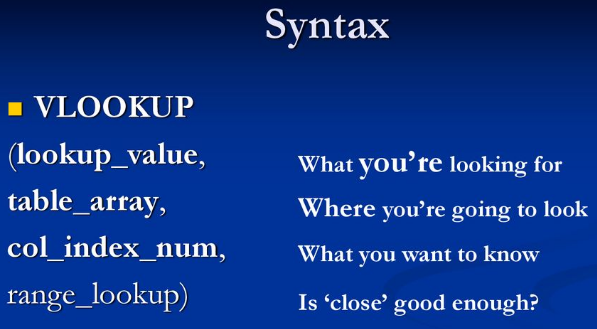 Syntax
VLOOKUP
(lookup_value, What you’re looking for
table_array, Where you’re going to look
col_index_num, What you want to know
range_lookup) Is ‘close’ good enough?